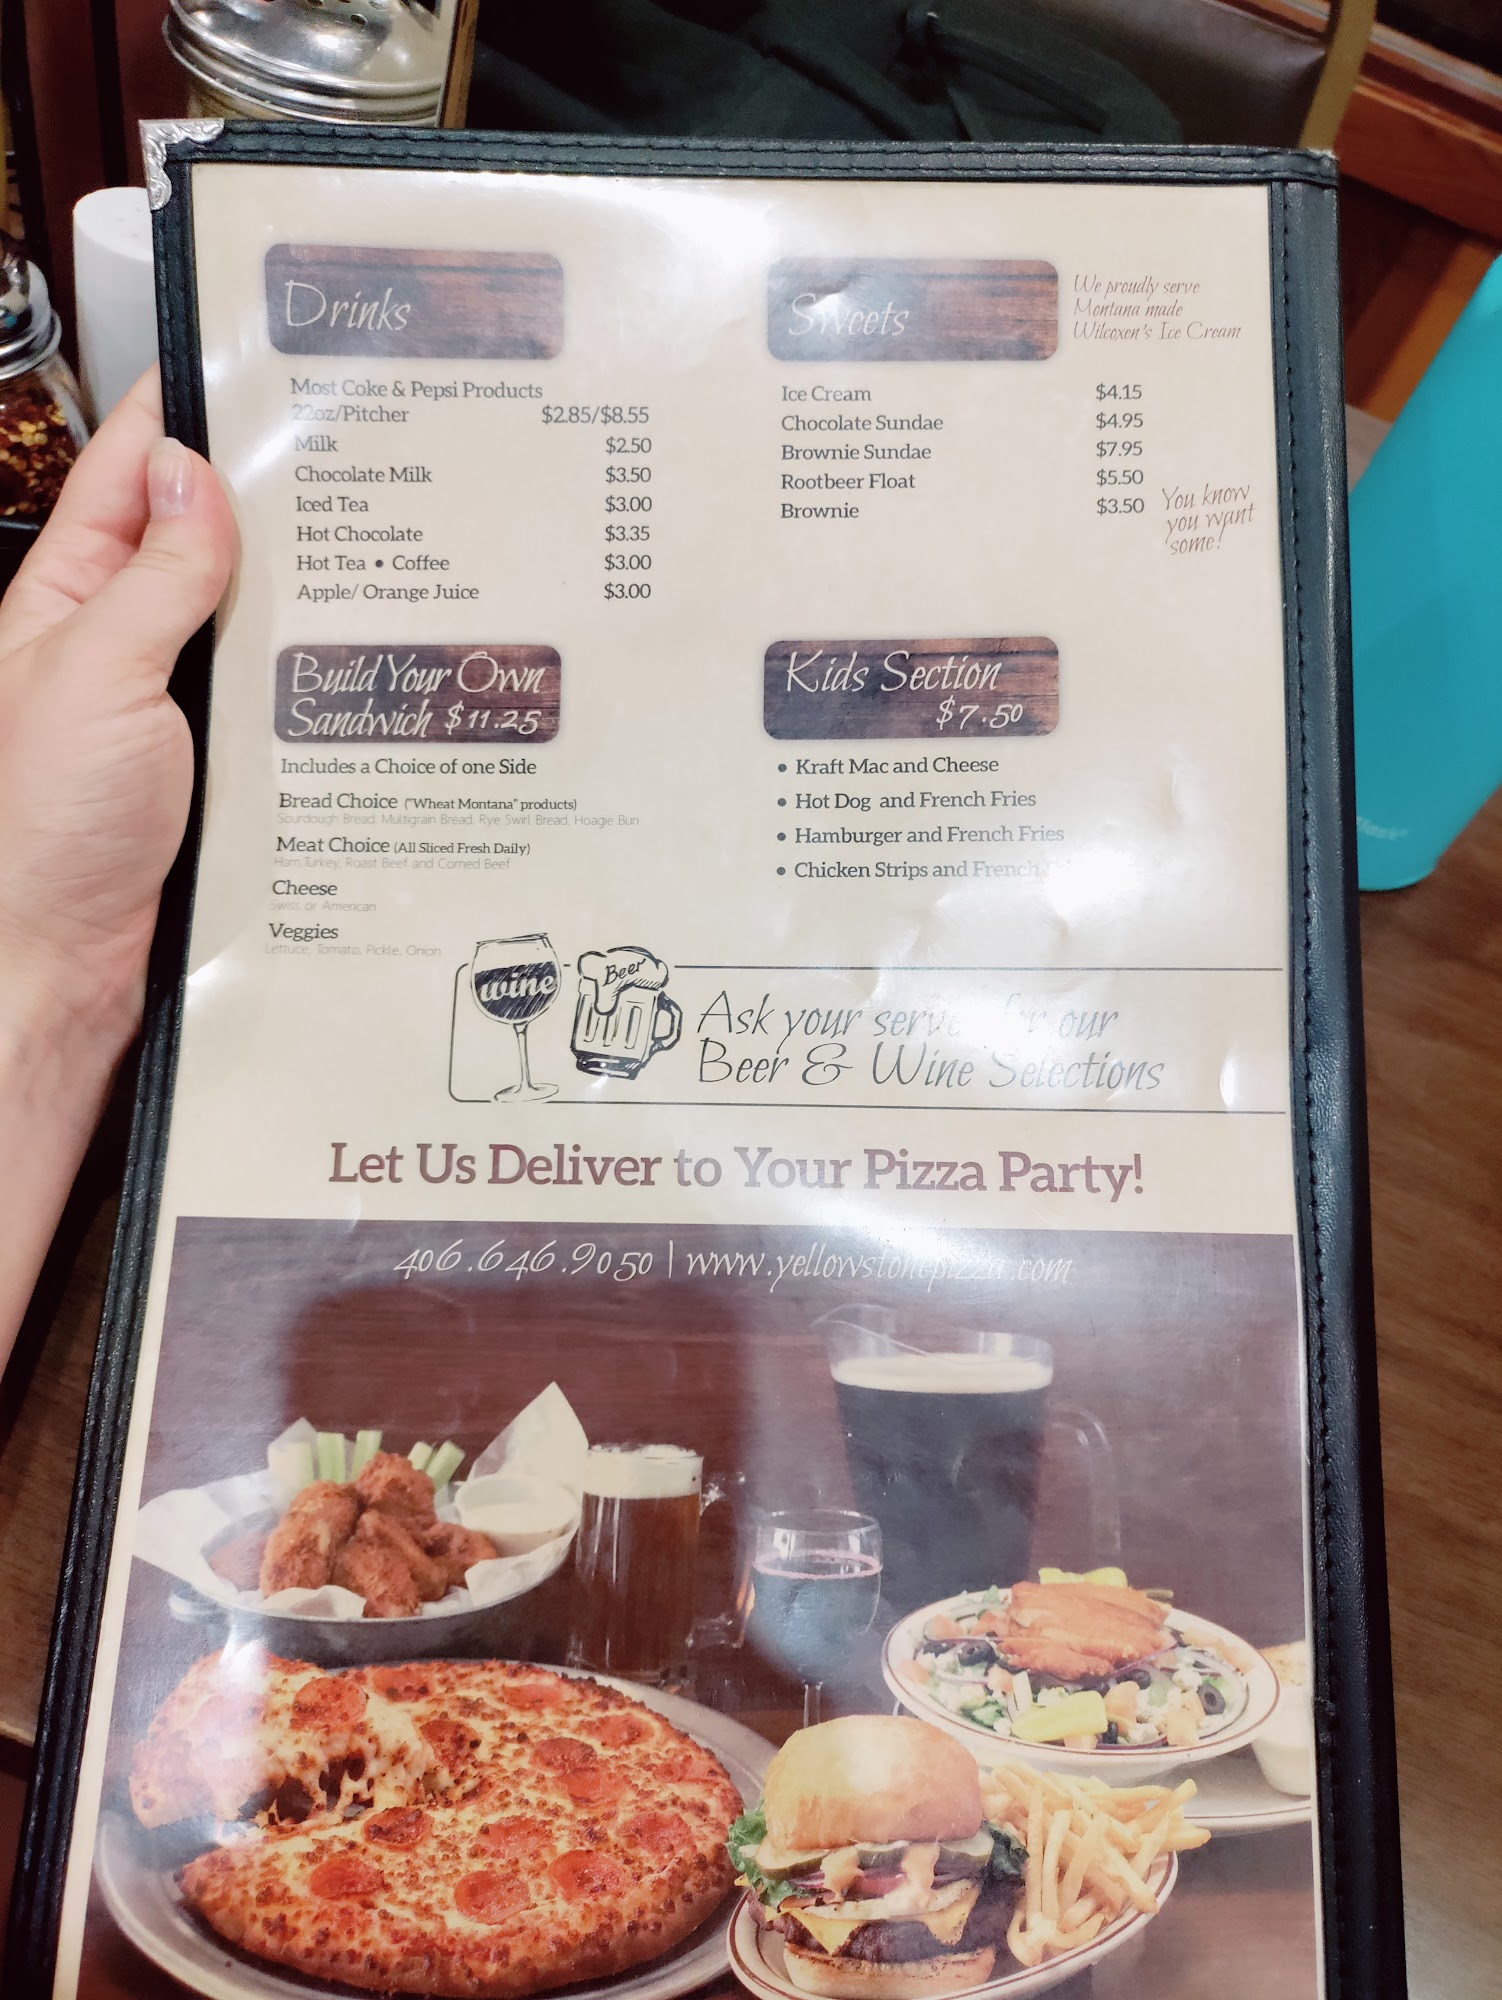 Drinks
Most Coke & Pepsi Products
22oz/Pitcher $2.85/$8.55
Milk $2.50
Chocolate Milk $3.50
Iced Tea $3.00
Hot Chocolate $3.35
Hot Tea • Coffee $3.00
Apple/ Orange Juice $3.00
Sweets
We proudly serve
Montana made
Wilcoxen's Ice Cream
Ice Cream $4.15
Chocolate Sundae $4.95
Brownie Sundae $7.95
Rootbeer Float $5.50
Brownie $3.50
You know
you want
some!
Build Your Own
Sandwich $11.25
Includes a Choice of one Side
Bread Choice ("Wheat Montana" products)
Sourdough Bread, Multigrain Bread, Rye Swirl Bread, Hoagie Bun
Meat Choice (All Sliced Fresh Daily)
Ham, Turkey, Roast Beef and Corned Beef
Cheese
Swiss or American
Veggies
Lettuce, Tomato, Pickle, Onion
Kids Section
$7.50
• Kraft Mac and Cheese
• Hot Dog and French Fries
• Hamburger and French Fries
• Chicken Strips and French
wine
Beer
Ask your server for our
Beer & Wine Selections
Let Us Deliver to Your Pizza Party!
406.646.9050 | www.yellowstonepizza.com